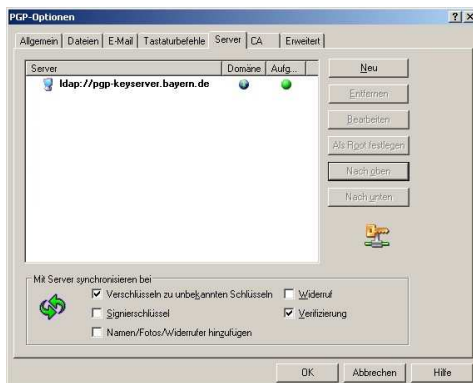 PGP-Optionen
Allgemein Dateien E-Mail Tastaturbefehle Server CA Erweitert
Server Domäne Aufg...
ldap://pgp-keyserver.bayern.de
Neu
Entfernen
Bearbeiten
Als Root festlegen
Nach oben
Nach unten
Mit Server synchronisieren bei
Verschlüsseln zu unbekannten Schlüsseln Widerruf
Signierschlüssel Verifizierung
Namen/Fotos/Widerrufer hinzufügen
OK Abbrechen Hilfe